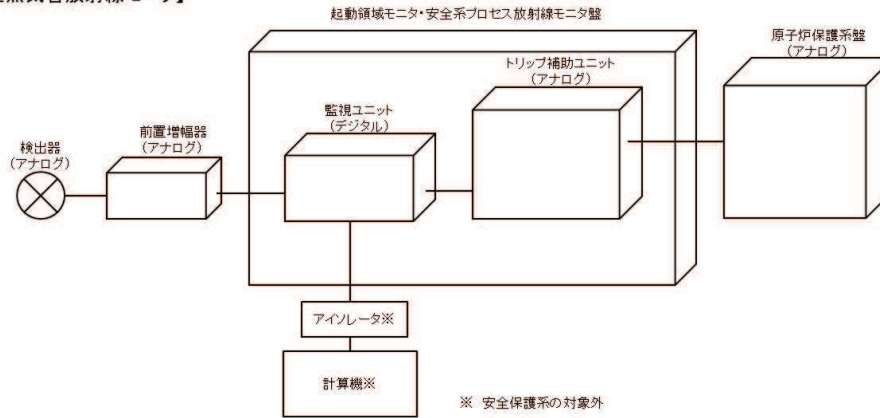 起動領域モニタ・安全系プロセス放射線モニタ盤
原子炉保護系盤
(アナログ)
トリップ補助ユニット
(アナログ)
監視ユニット
(デジタル)
前置増幅器
(アナログ)
検出器
(アナログ)
アイソレータ※
計算機※
※ 安全保護系の対象外